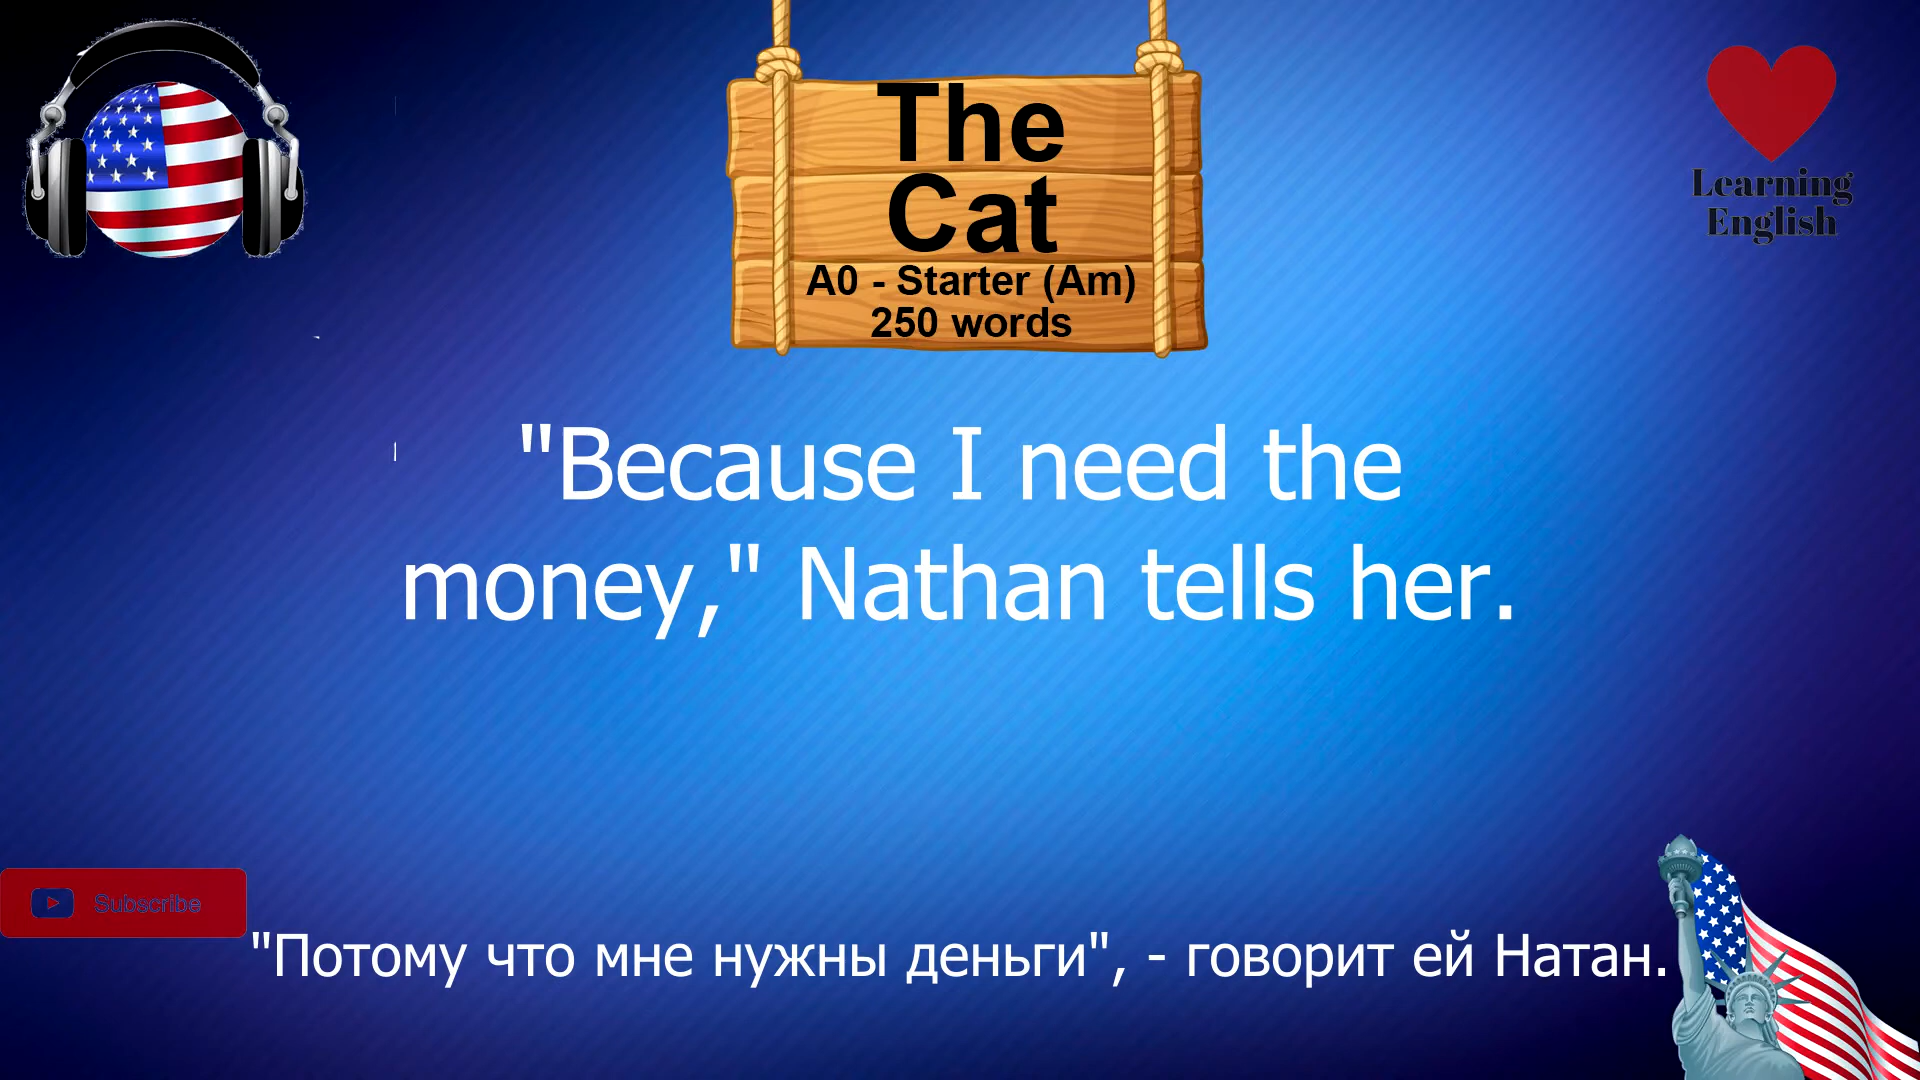 The
Cat
A0 - Starter (Am)
250 words
Learning
English
"Because I need the
money," Nathan tells her.
Subscribe
"Потому что мне нужны деньги", - говорит ей Натан.